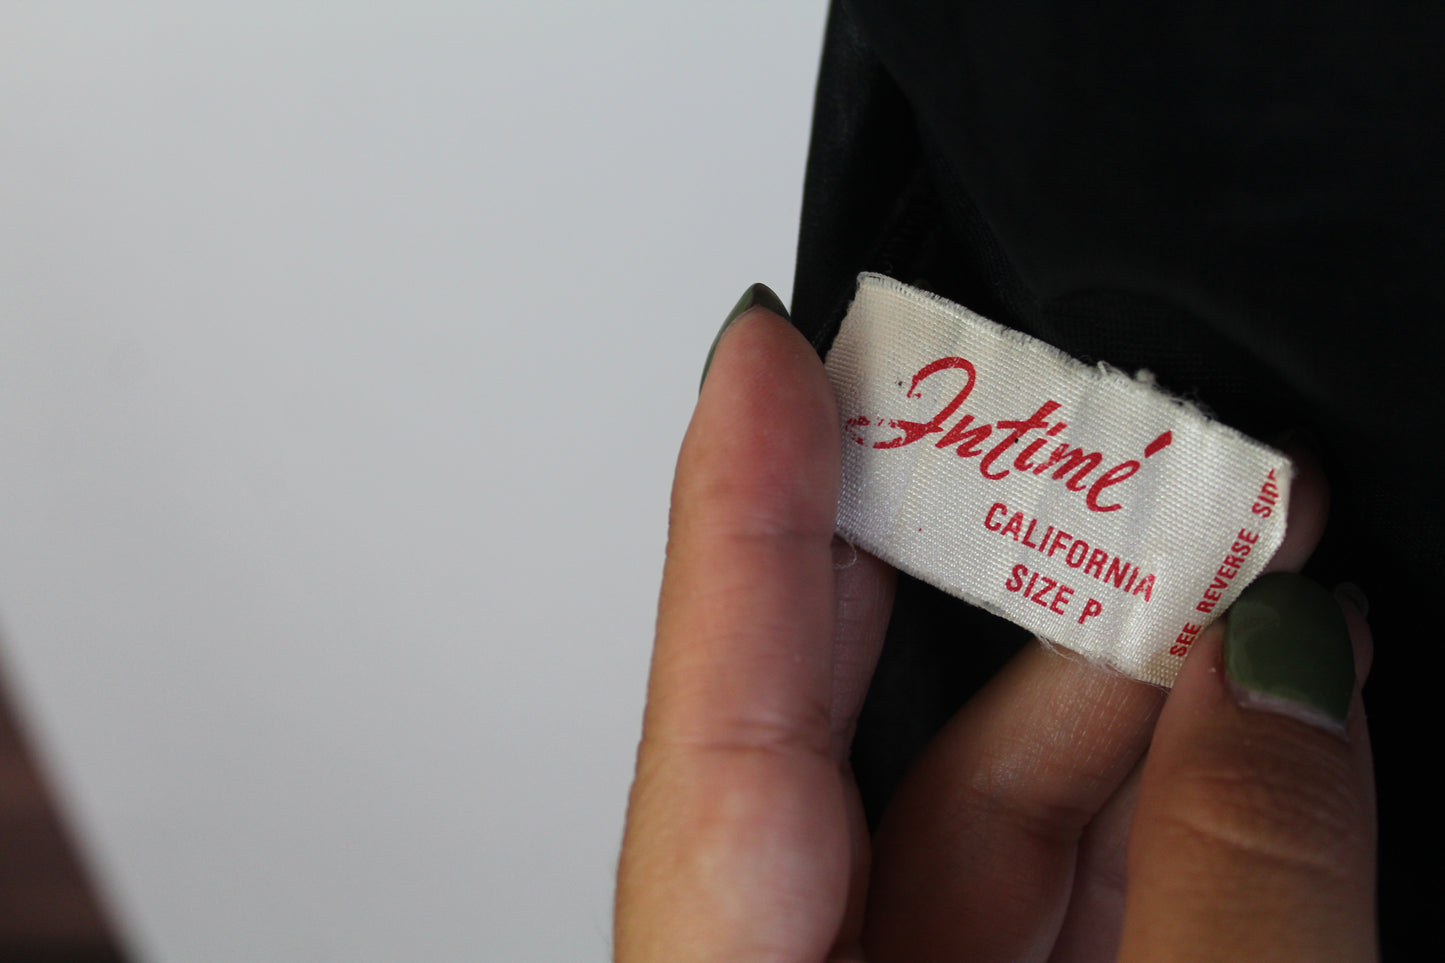 Intimé
CALIFORNIA
SIZE P
SEE REVERSE SIDE